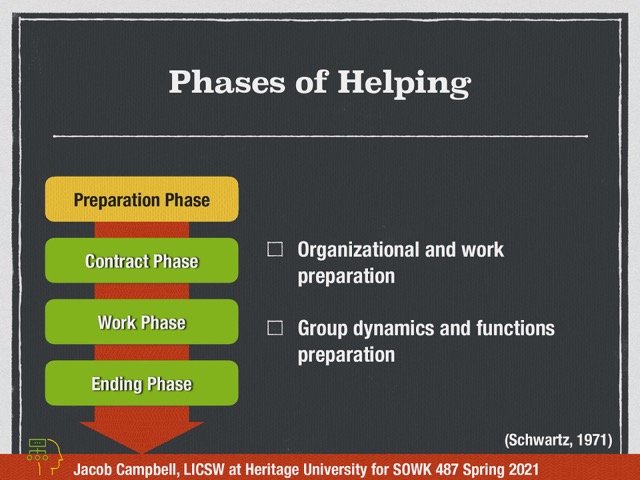 Phases of Helping
Preparation Phase
Contract Phase
Work Phase
Ending Phase
Organizational and work
preparation
Group dynamics and functions
preparation
(Schwartz, 1971)
Jacob Campbell, LICSW at Heritage University for SOWK 487 Spring 2021